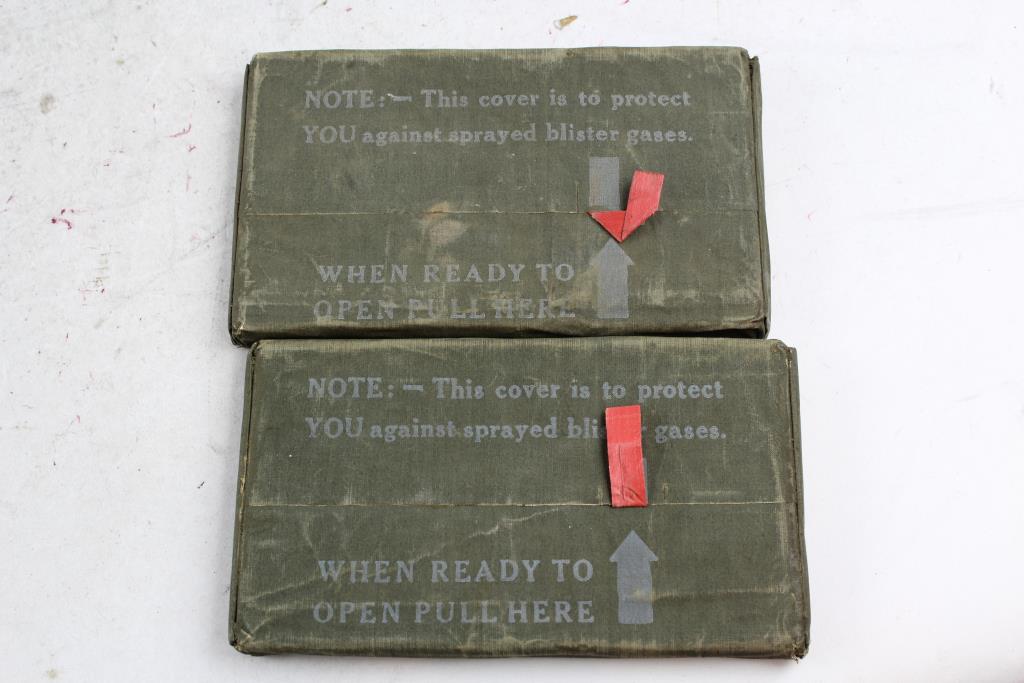 NOTE:— This cover is to protect
YOU against sprayed blister gases.
WHEN READY TO
OPEN PULL HERE
NOTE:— This cover is to protect
YOU against sprayed bli r gases.
WHEN READY TO
OPEN PULL HERE